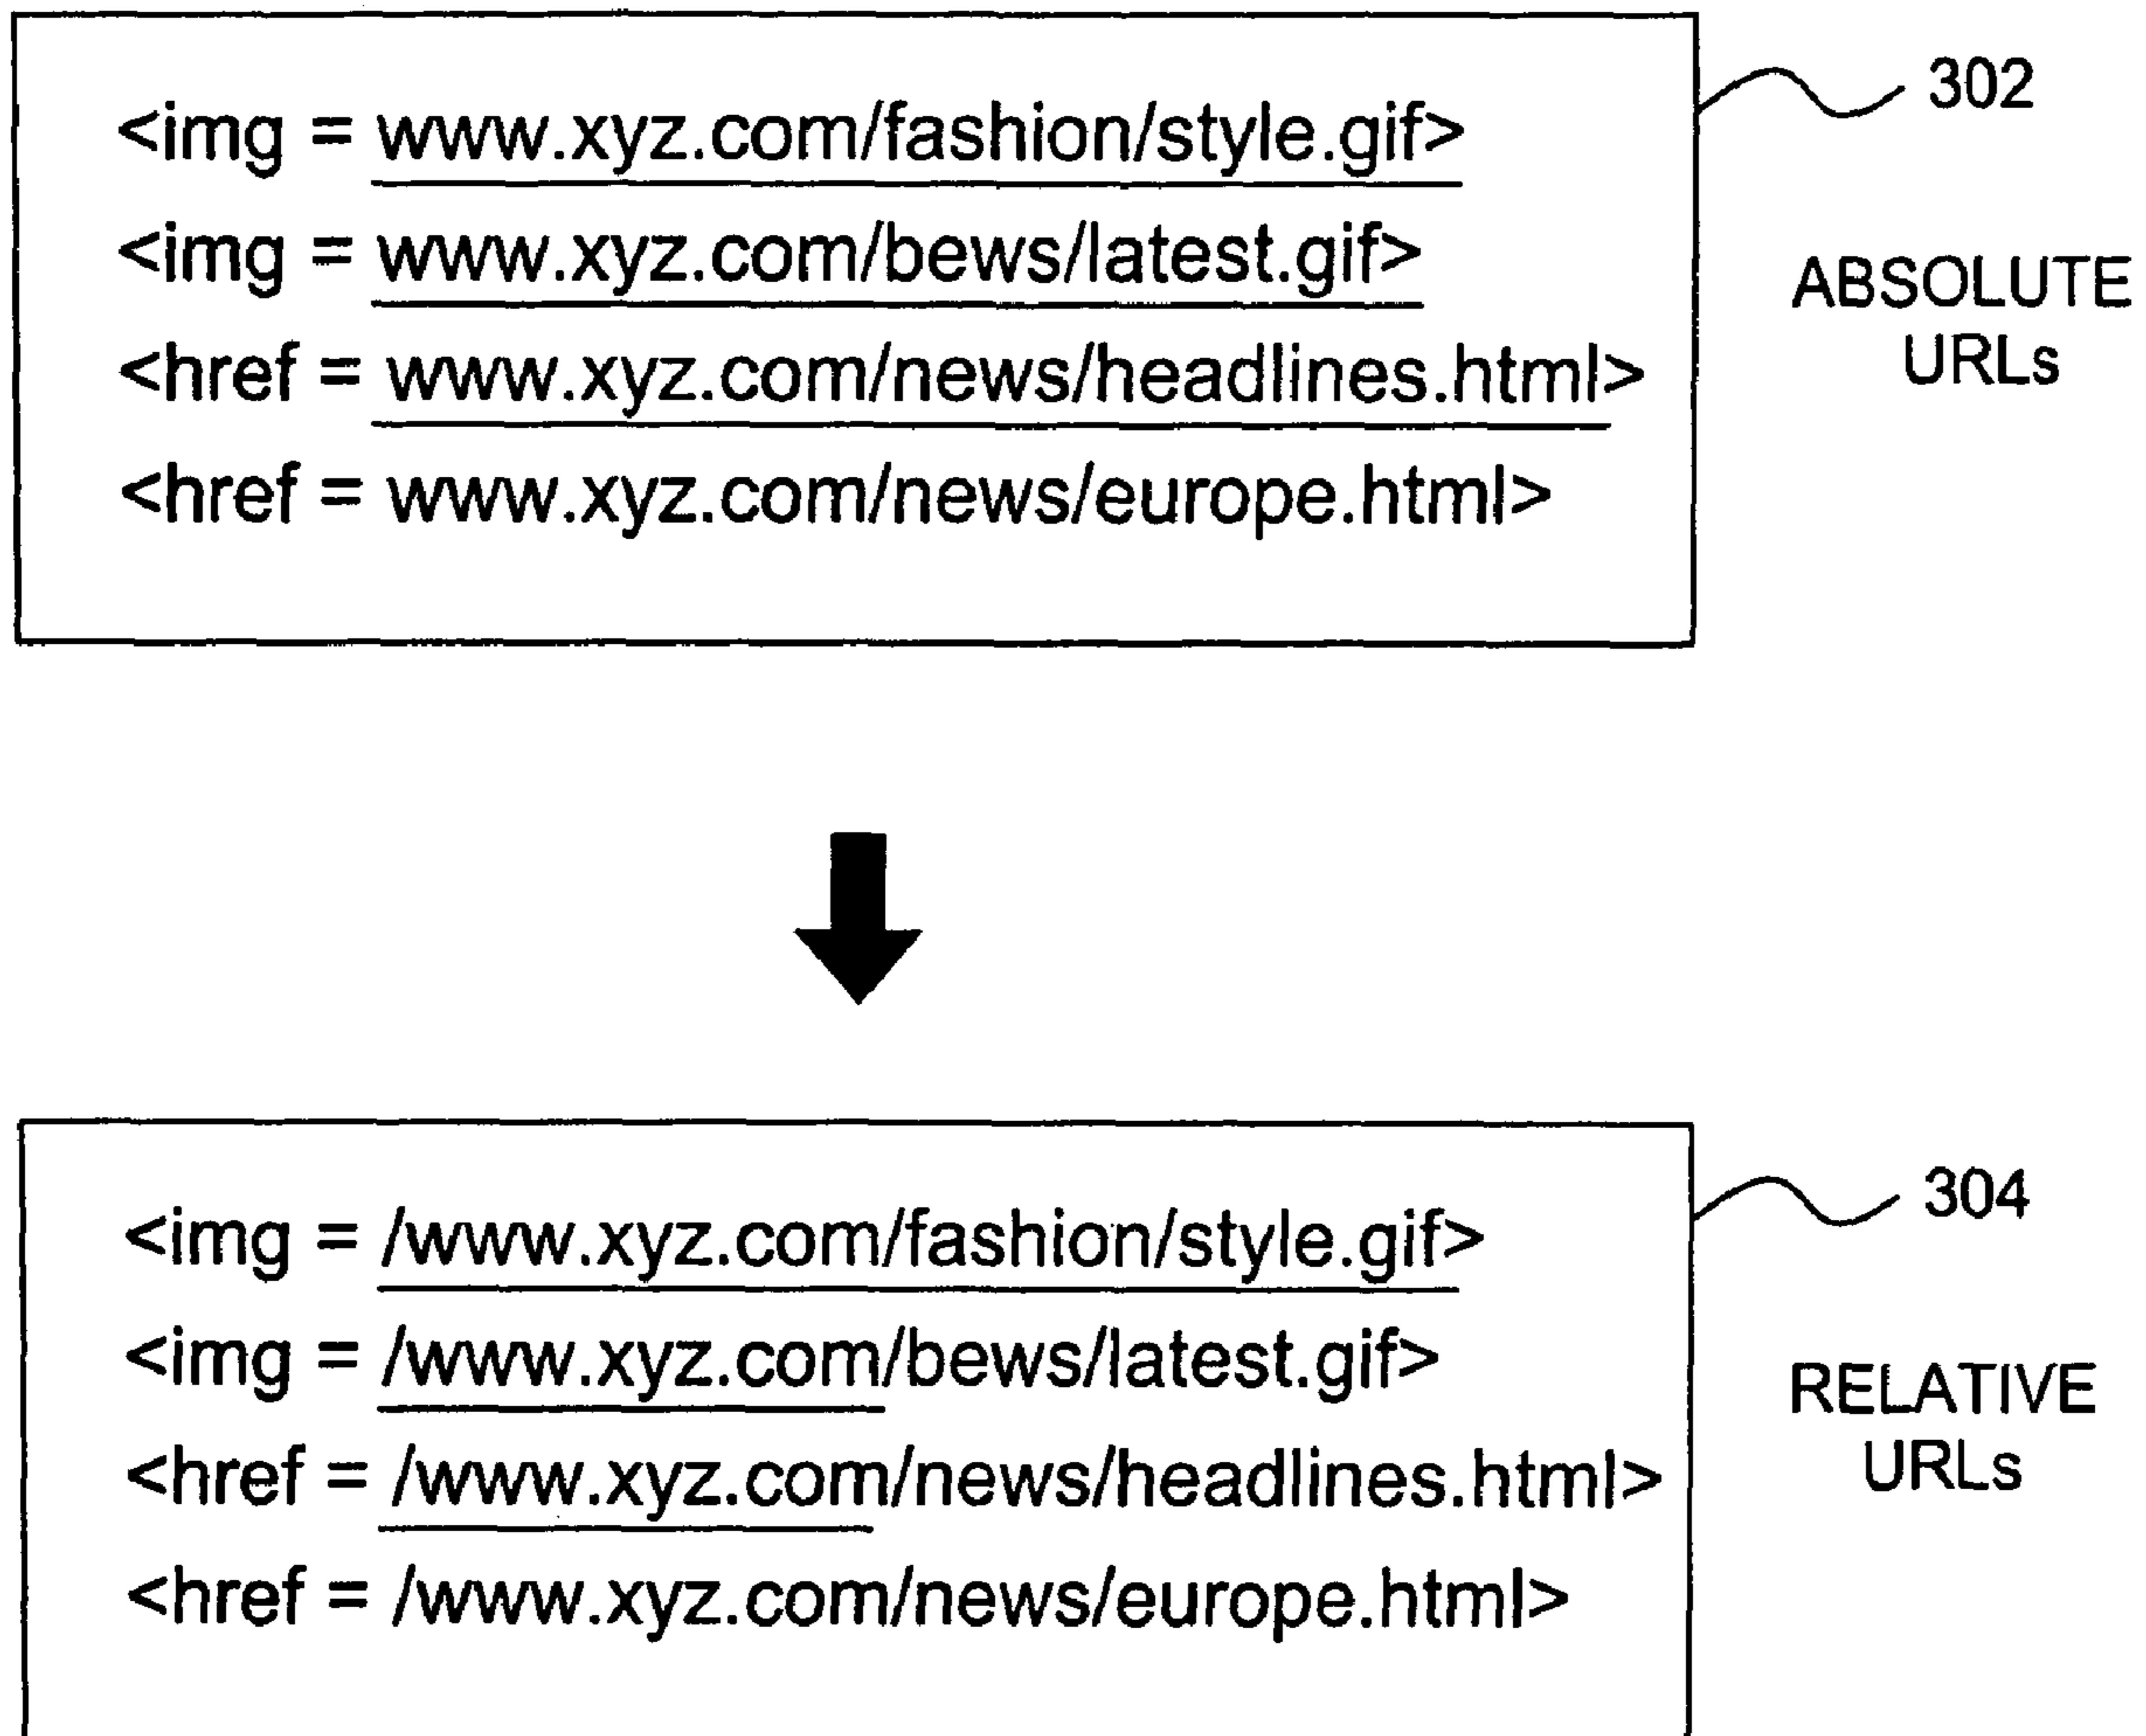 <img = www.xyz.com/fashion/style.gif>
<img = www.xyz.com/bews/latest.gif>
<href = www.xyz.com/news/headlines.html>
<href = www.xyz.com/news/europe.html>
302
ABSOLUTE
URLs
<img = /www.xyz.com/fashion/style.gif>
<img = /www.xyz.com/bews/latest.gif>
<href = /www.xyz.com/news/headlines.html>
<href = /www.xyz.com/news/europe.html>
304
RELATIVE
URLs